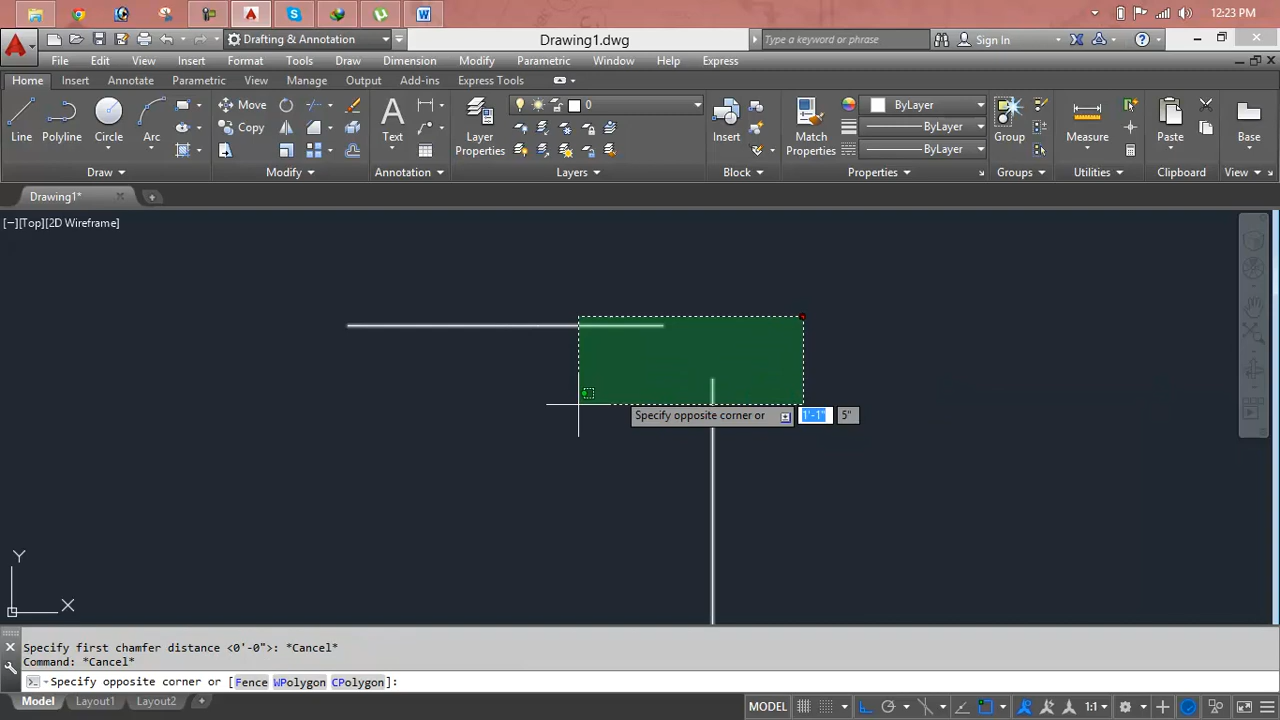 12:23 PM
Drafting & Annotation
Drawing1.dwg
Type a keyword or phrase
Sign In
File Edit View Insert Format Tools Draw Dimension Modify Parametric Window Help Express
Home Insert Annotate Parametric View Manage Output Add-ins Express Tools
Move
0
ByLayer
Copy
ByLayer
Line Polyline Circle Arc
Text
Layer Properties
Insert
Match Properties
ByLayer
Group
Measure
Paste
Base
Draw
Modify
Annotation
Layers
Block
Properties
Groups
Utilities
Clipboard
View
Drawing1*
[−][Top][2D Wireframe]
Specify opposite corner or 1'-1" 5"
Y
X
Specify first chamfer distance <0'-0">: *Cancel*
Command: *Cancel*
Specify opposite corner or [Fence WPolygon CPolygon]:
Model Layout1 Layout2
MODEL
1:1